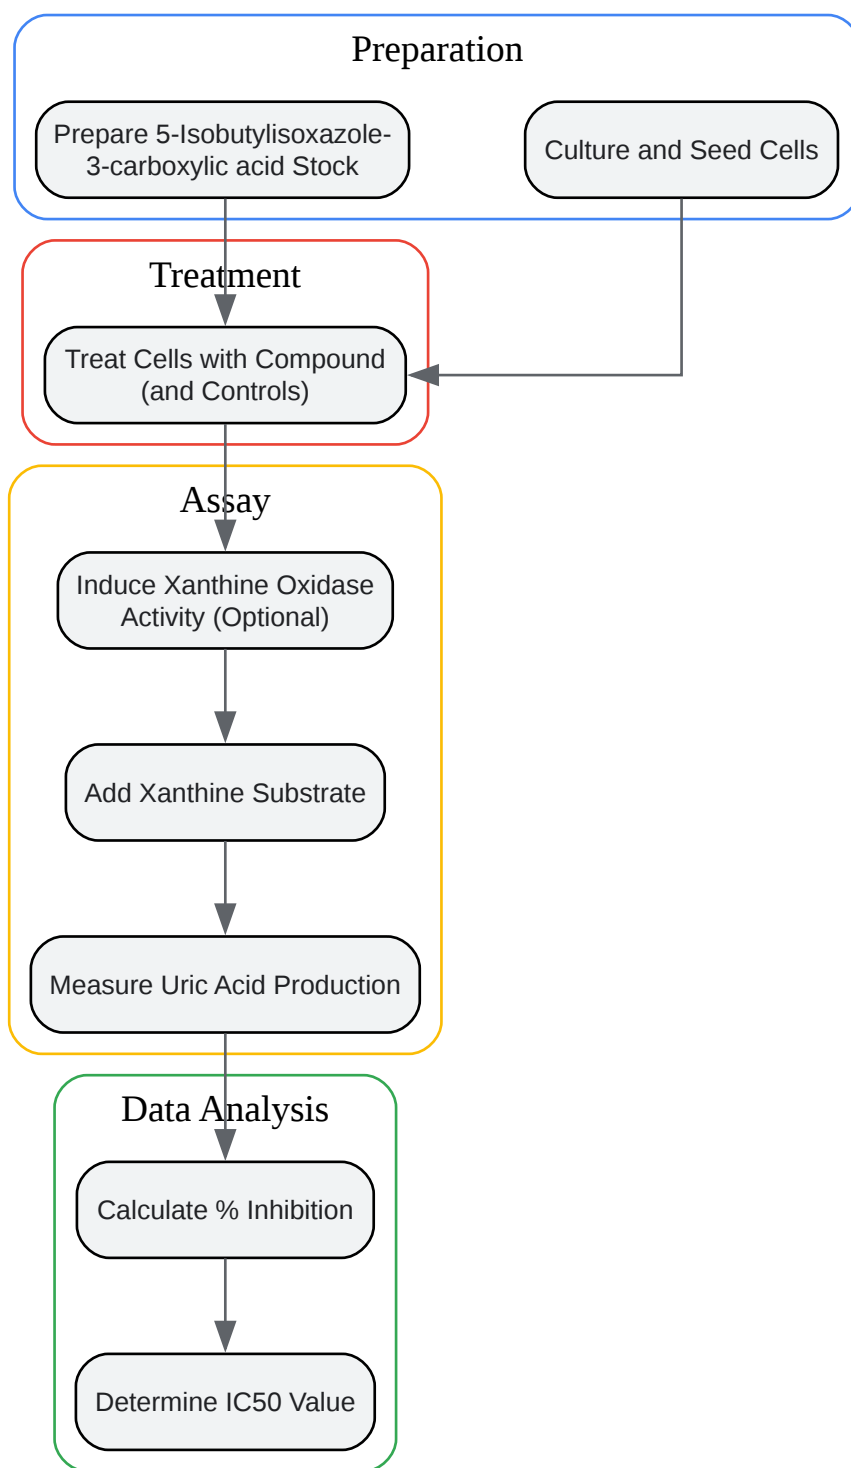 Preparation
Prepare 5-Isobutylisoxazole-
3-carboxylic acid Stock
Culture and Seed Cells
Treatment
Treat Cells with Compound
(and Controls)
Assay
Induce Xanthine Oxidase
Activity (Optional)
Add Xanthine Substrate
Measure Uric Acid Production
Data Analysis
Calculate % Inhibition
Determine IC50 Value